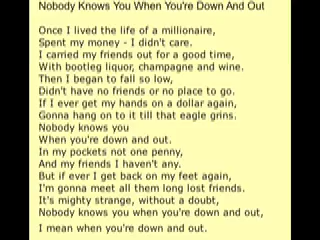 Nobody Knows You When You're Down And Out
Once I lived the life of a millionaire,
Spent my money - I didn't care.
I carried my friends out for a good time,
With bootleg liquor, champagne and wine.
Then I began to fall so low,
Didn't have no friends or no place to go.
If I ever get my hands on a dollar again,
Gonna hang on to it till that eagle grins.
Nobody knows you
When you're down and out.
In my pockets not one penny,
And my friends I haven't any.
But if ever I get back on my feet again,
I'm gonna meet all them long lost friends.
It's mighty strange, without a doubt,
Nobody knows you when you're down and out,
I mean when you're down and out.